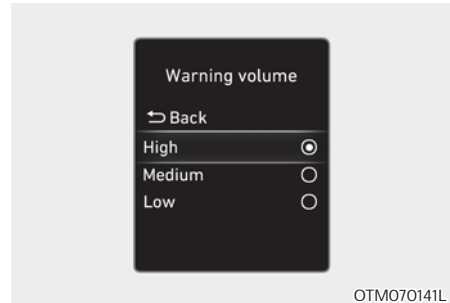 Warning volume
Back
High
Medium
Low
OTM070141L